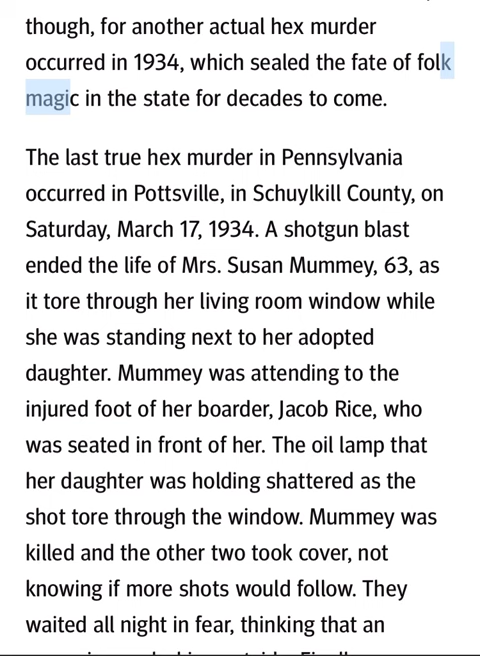 though, for another actual hex murder
occurred in 1934, which sealed the fate of folk
magic in the state for decades to come.
The last true hex murder in Pennsylvania
occurred in Pottsville, in Schuylkill County, on
Saturday, March 17, 1934. A shotgun blast
ended the life of Mrs. Susan Mummey, 63, as
it tore through her living room window while
she was standing next to her adopted
daughter. Mummey was attending to the
injured foot of her boarder, Jacob Rice, who
was seated in front of her. The oil lamp that
her daughter was holding shattered as the
shot tore through the window. Mummey was
killed and the other two took cover, not
knowing if more shots would follow. They
waited all night in fear, thinking that an